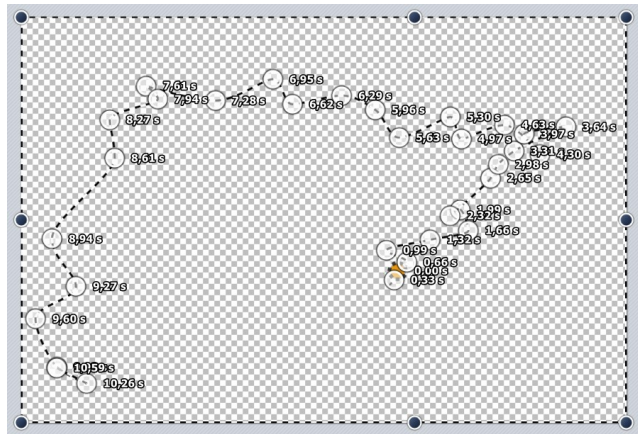 7,61 s
6,95 s
7,94 s
7,28 s
6,62 s
6,29 s
8,27 s
5,96 s
5,30 s
4,63 s
3,64 s
5,63 s
4,97 s
3,97 s
3,31
4,30 s
8,61 s
2,98 s
2,65 s
1,99 s
2,32 s
1,66 s
8,94 s
1,32 s
0,99 s
0,66 s
0,00 s
0,33 s
9,27 s
9,60 s
10,59 s
10,26 s